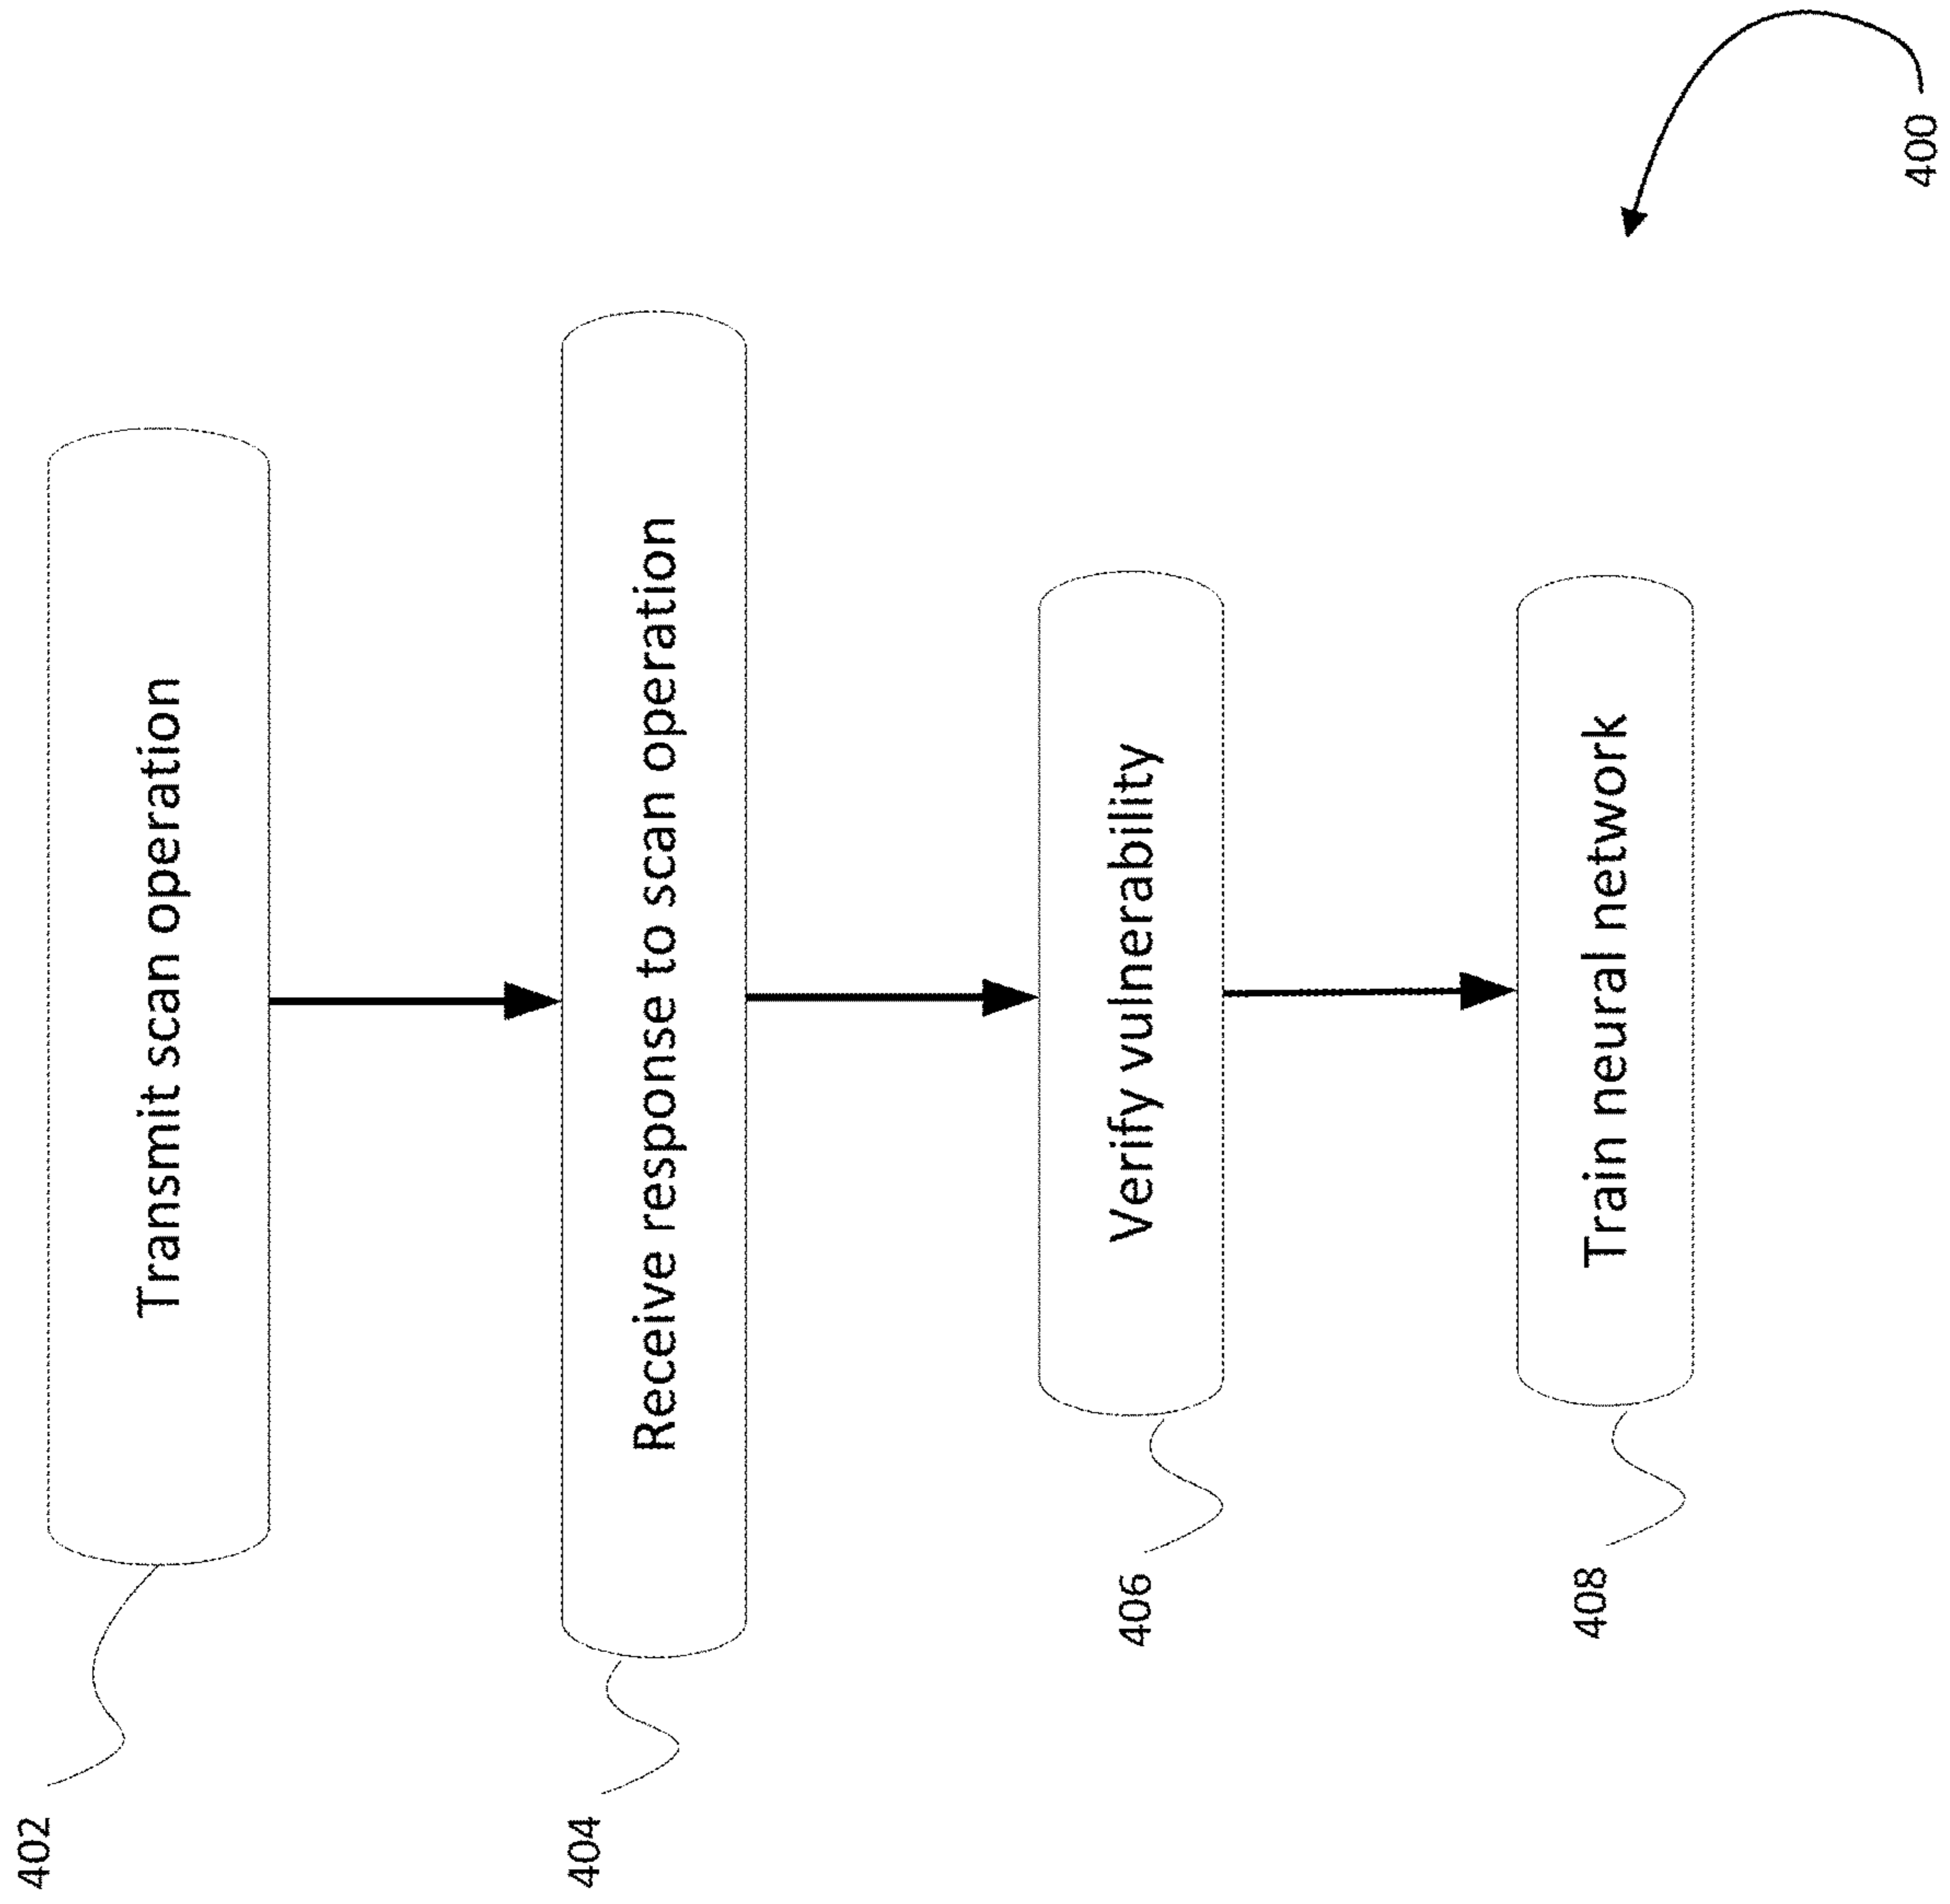 402
Transmit scan operation
404
Receive response to scan operation
406
Verify vulnerability
408
Train neural network
400